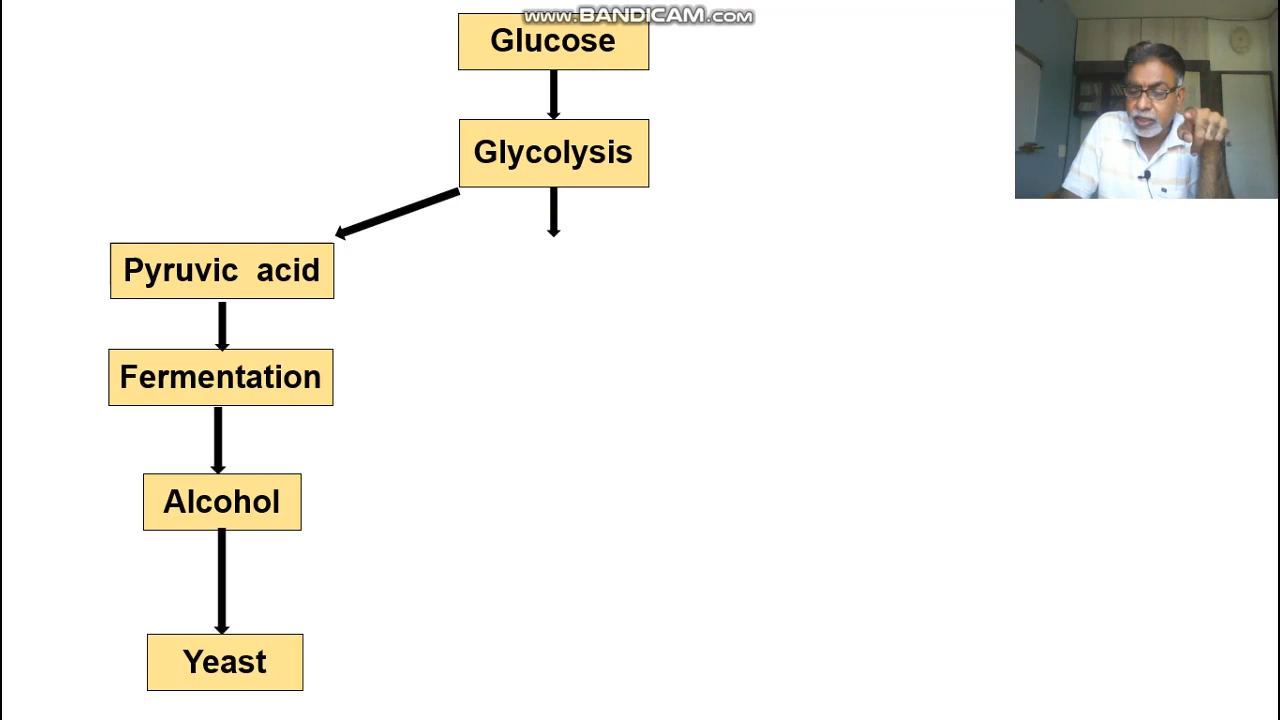 www.BANDICAM.com
Glucose
Glycolysis
Pyruvic acid
Fermentation
Alcohol
Yeast